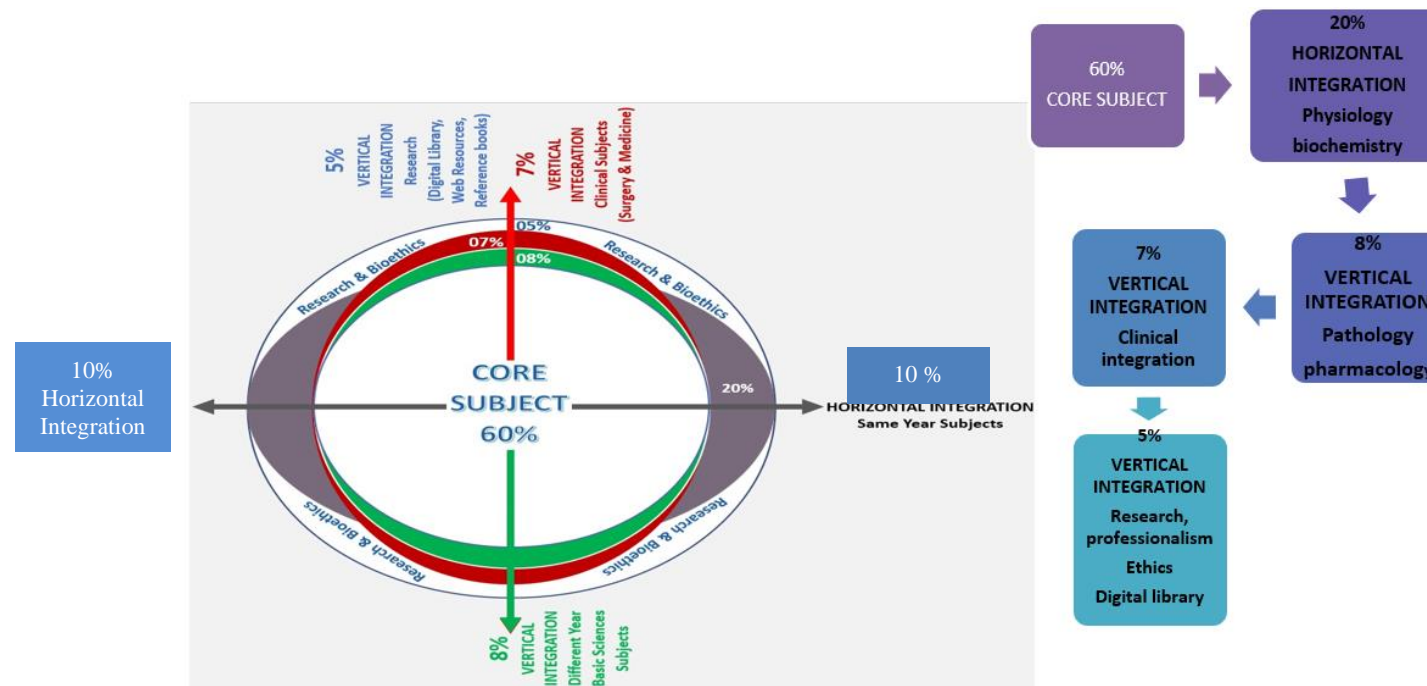 5%
VERTICAL
INTEGRATION
Research
(Digital Library,
Web Resources,
Reference books)
7%
VERTICAL
INTEGRATION
Clinical Subjects
(Surgery & Medicine)
05%
07%
08%
Research & Bioethics
Research & Bioethics
10%
Horizontal
Integration
CORE
SUBJECT
60%
20%
10 %
HORIZONTAL INTEGRATION
Same Year Subjects
Research & Bioethics
Research & Bioethics
8%
VERTICAL
INTEGRATION
Different Year
Basic Sciences
Subjects
60%
CORE SUBJECT
20%
HORIZONTAL
INTEGRATION
Physiology
biochemistry
8%
VERTICAL
INTEGRATION
Pathology
pharmacology
7%
VERTICAL
INTEGRATION
Clinical
integration
5%
VERTICAL
INTEGRATION
Research,
professionalism
Ethics
Digital library